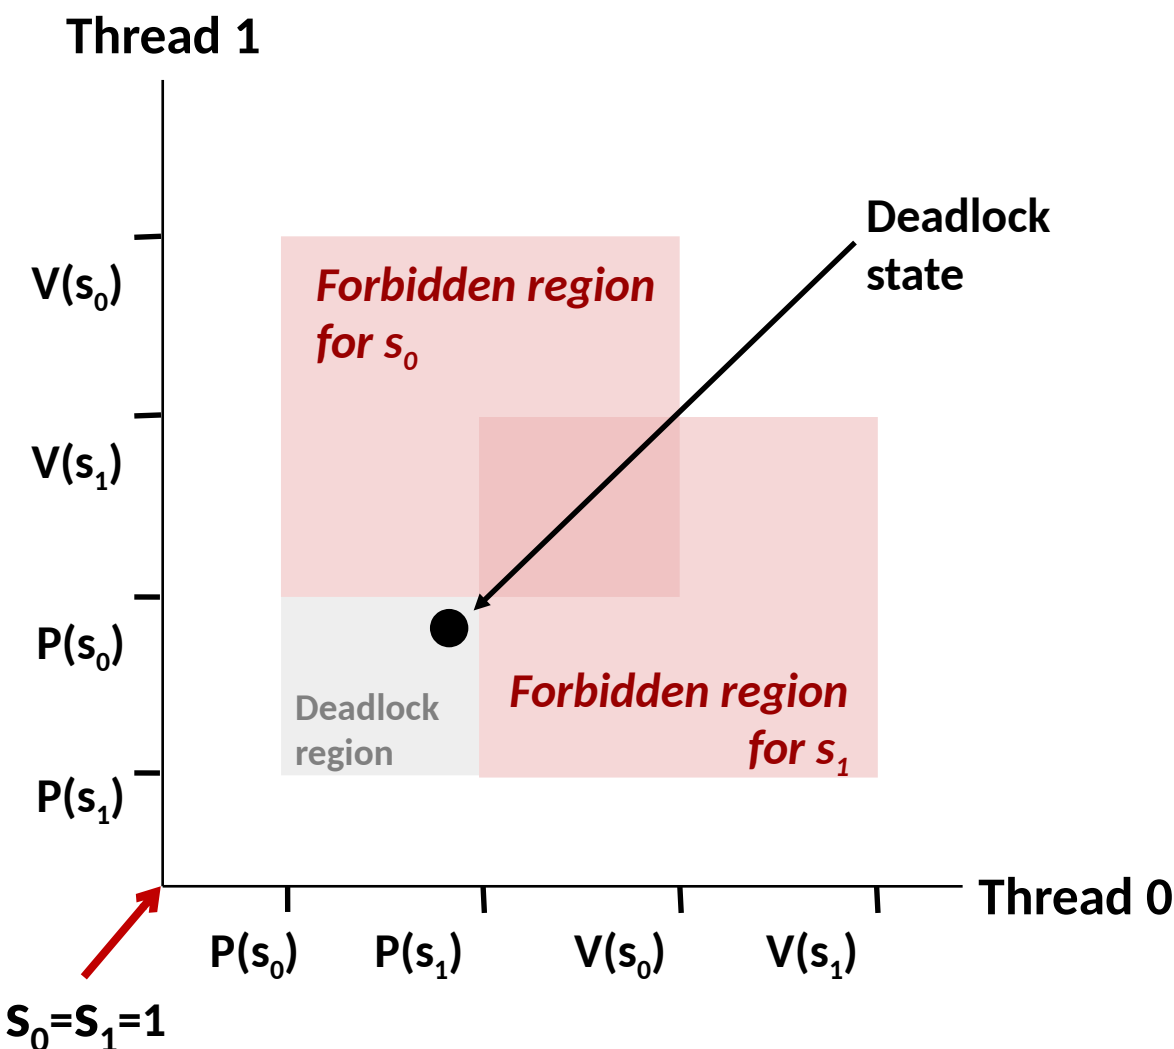 Thread 1
Deadlock
state
V(s₀)
Forbidden region
for s₀
V(s₁)
P(s₀)
Forbidden region
for s₁
Deadlock
region
P(s₁)
Thread 0
P(s₀)
P(s₁)
V(s₀)
V(s₁)
s₀=s₁=1